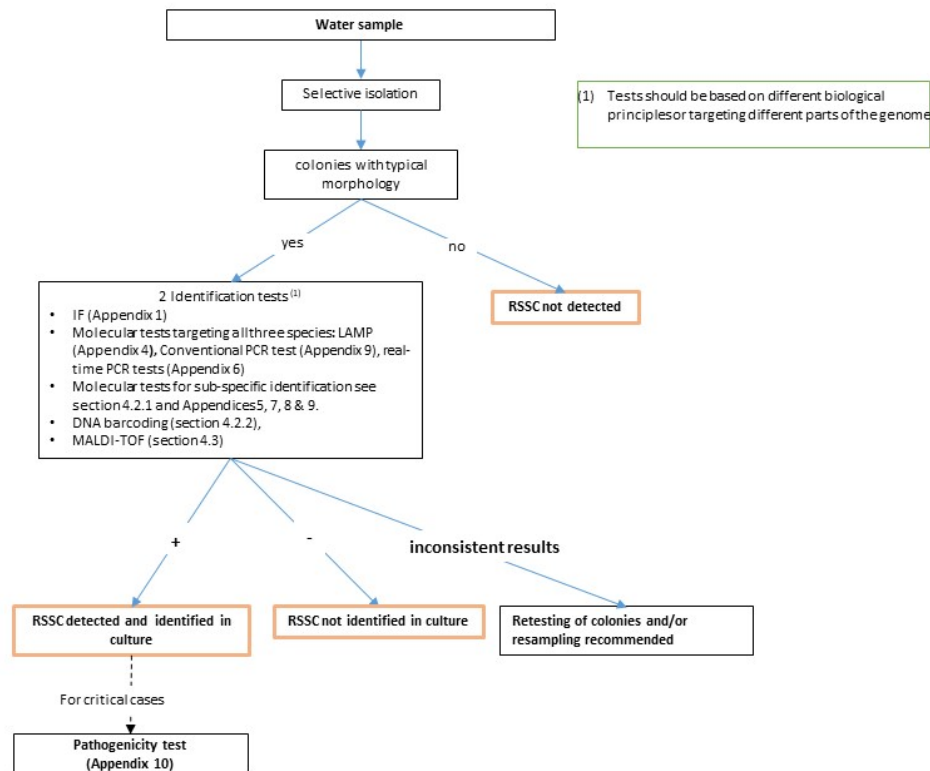 Water sample
Selective isolation
(1) Tests should be based on different biological
principlesor targeting different parts of the genome
colonies with typical
morphology
yes
no
2 Identification tests (1)
• IF (Appendix 1)
• Molecular tests targeting all three species: LAMP
(Appendix 4), Conventional PCR test (Appendix 9), real-
time PCR tests (Appendix 6)
• Molecular tests for sub-specific identification see
section 4.2.1 and Appendices 5, 7, 8 & 9.
• DNA barcoding (section 4.2.2),
• MALDI-TOF (section 4.3)
RSSC not detected
+
-
inconsistent results
RSSC detected and identified in
culture
RSSC not identified in culture
Retesting of colonies and/or
resampling recommended
For critical cases
Pathogenicity test
(Appendix 10)